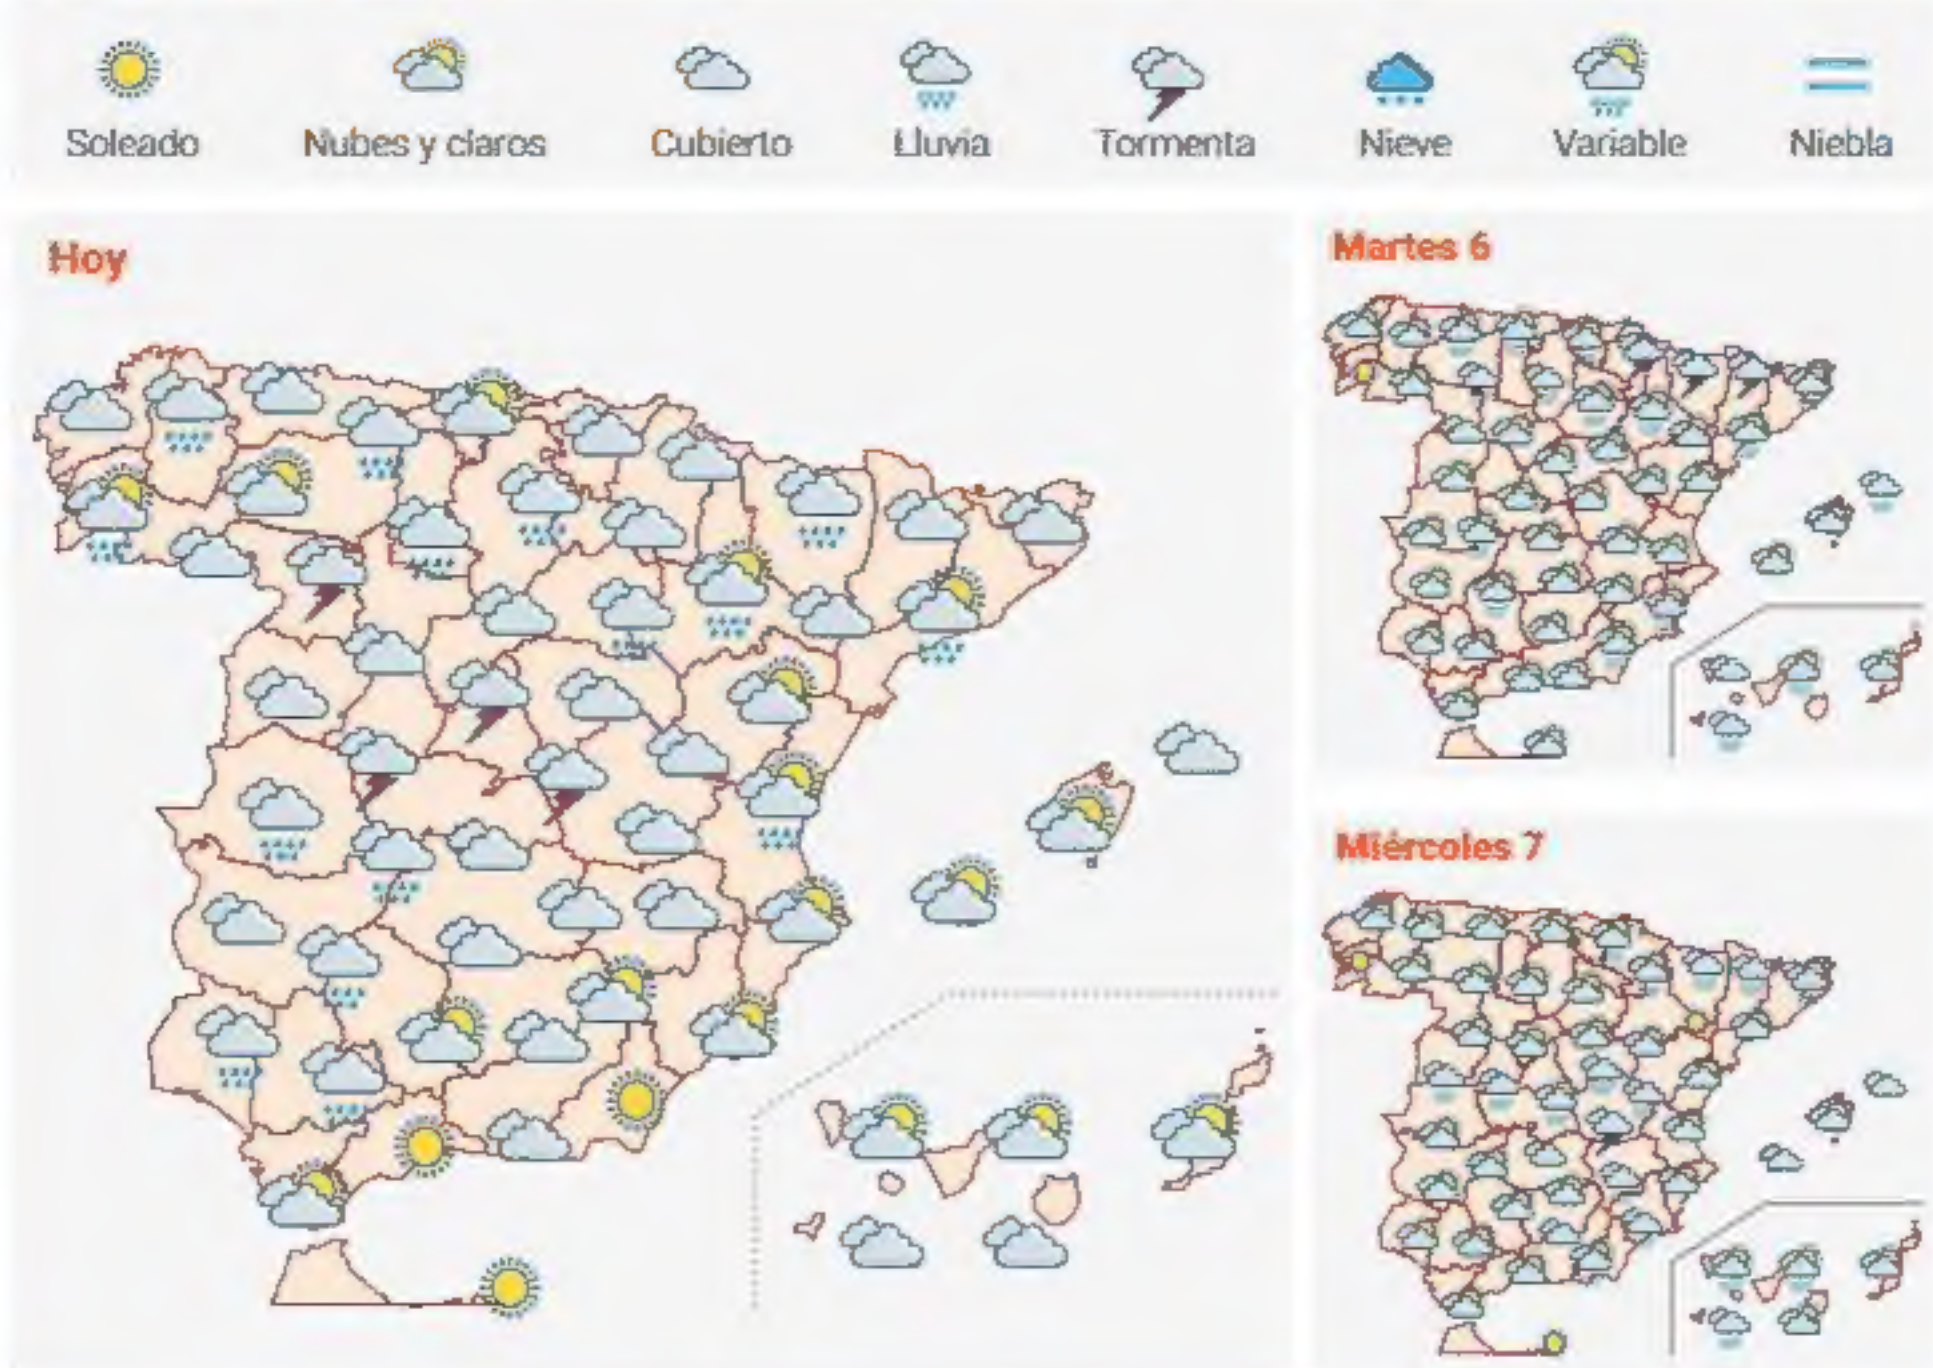 Soleado
Nubes y claros
Cubierto
Lluvia
Tormenta
Nieve
Variable
Niebla
Hoy
Martes 6
Miércoles 7